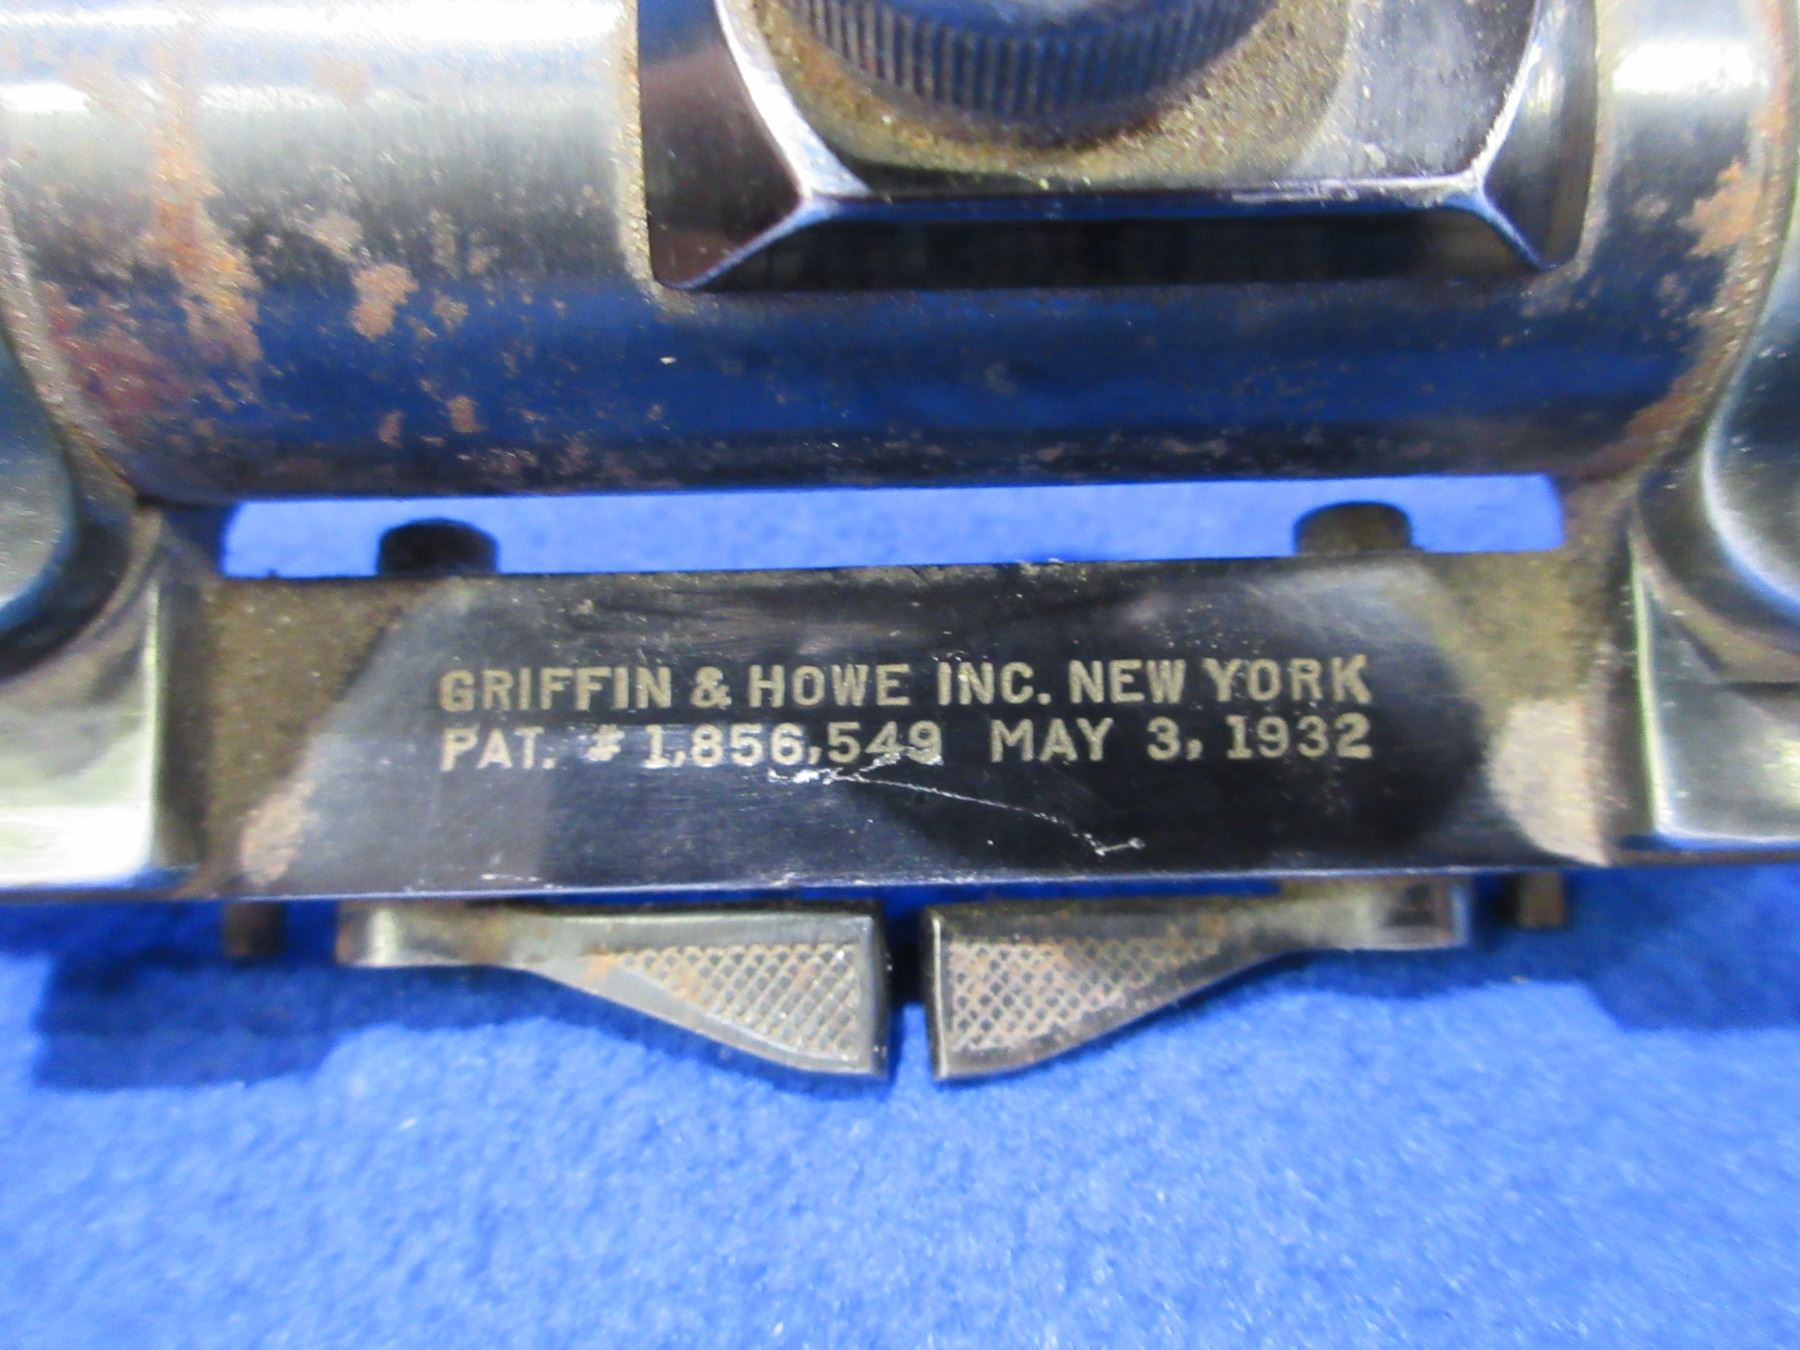 GRIFFIN & HOWE INC. NEW YORK
PAT. # 1,856,549 MAY 3, 1932